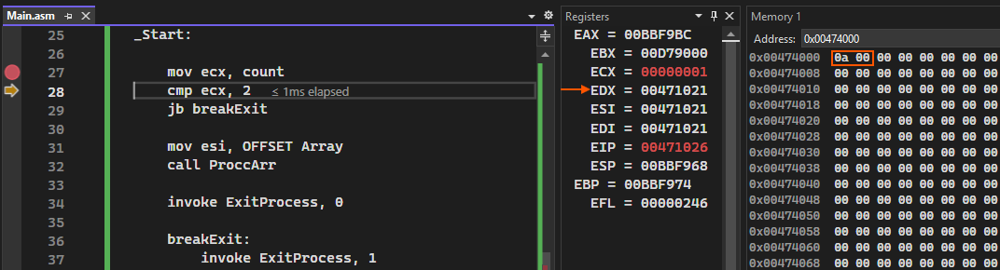 Main.asm
25 _Start:
26
27 mov ecx, count
28 cmp ecx, 2 ≤ 1ms elapsed
29 jb breakExit
30
31 mov esi, OFFSET Array
32 call ProccArr
33
34 invoke ExitProcess, 0
35
36 breakExit:
37 invoke ExitProcess, 1
Registers
EAX = 00BBF9BC
EBX = 00D79000
ECX = 00000001
EDX = 00471021
ESI = 00471021
EDI = 00471021
EIP = 00471026
ESP = 00BBF968
EBP = 00BBF974
EFL = 00000246
Memory 1
Address: 0x00474000
0x00474000 0a 00 00 00 00 00 00 00
0x00474008 00 00 00 00 00 00 00 00
0x00474010 00 00 00 00 00 00 00 00
0x00474018 00 00 00 00 00 00 00 00
0x00474020 00 00 00 00 00 00 00 00
0x00474028 00 00 00 00 00 00 00 00
0x00474030 00 00 00 00 00 00 00 00
0x00474038 00 00 00 00 00 00 00 00
0x00474040 00 00 00 00 00 00 00 00
0x00474048 00 00 00 00 00 00 00 00
0x00474050 00 00 00 00 00 00 00 00
0x00474058 00 00 00 00 00 00 00 00
0x00474060 00 00 00 00 00 00 00 00
0x00474068 00 00 00 00 00 00 00 00